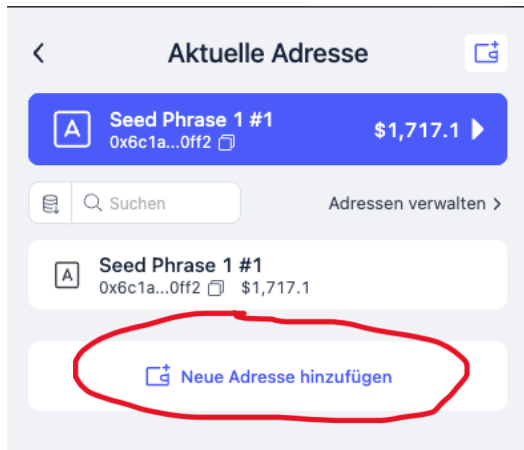 Aktuelle Adresse
A Seed Phrase 1 #1
0x6c1a...0ff2
$1,717.1
Suchen
Adressen verwalten >
A Seed Phrase 1 #1
0x6c1a...0ff2 $1,717.1
Neue Adresse hinzufügen